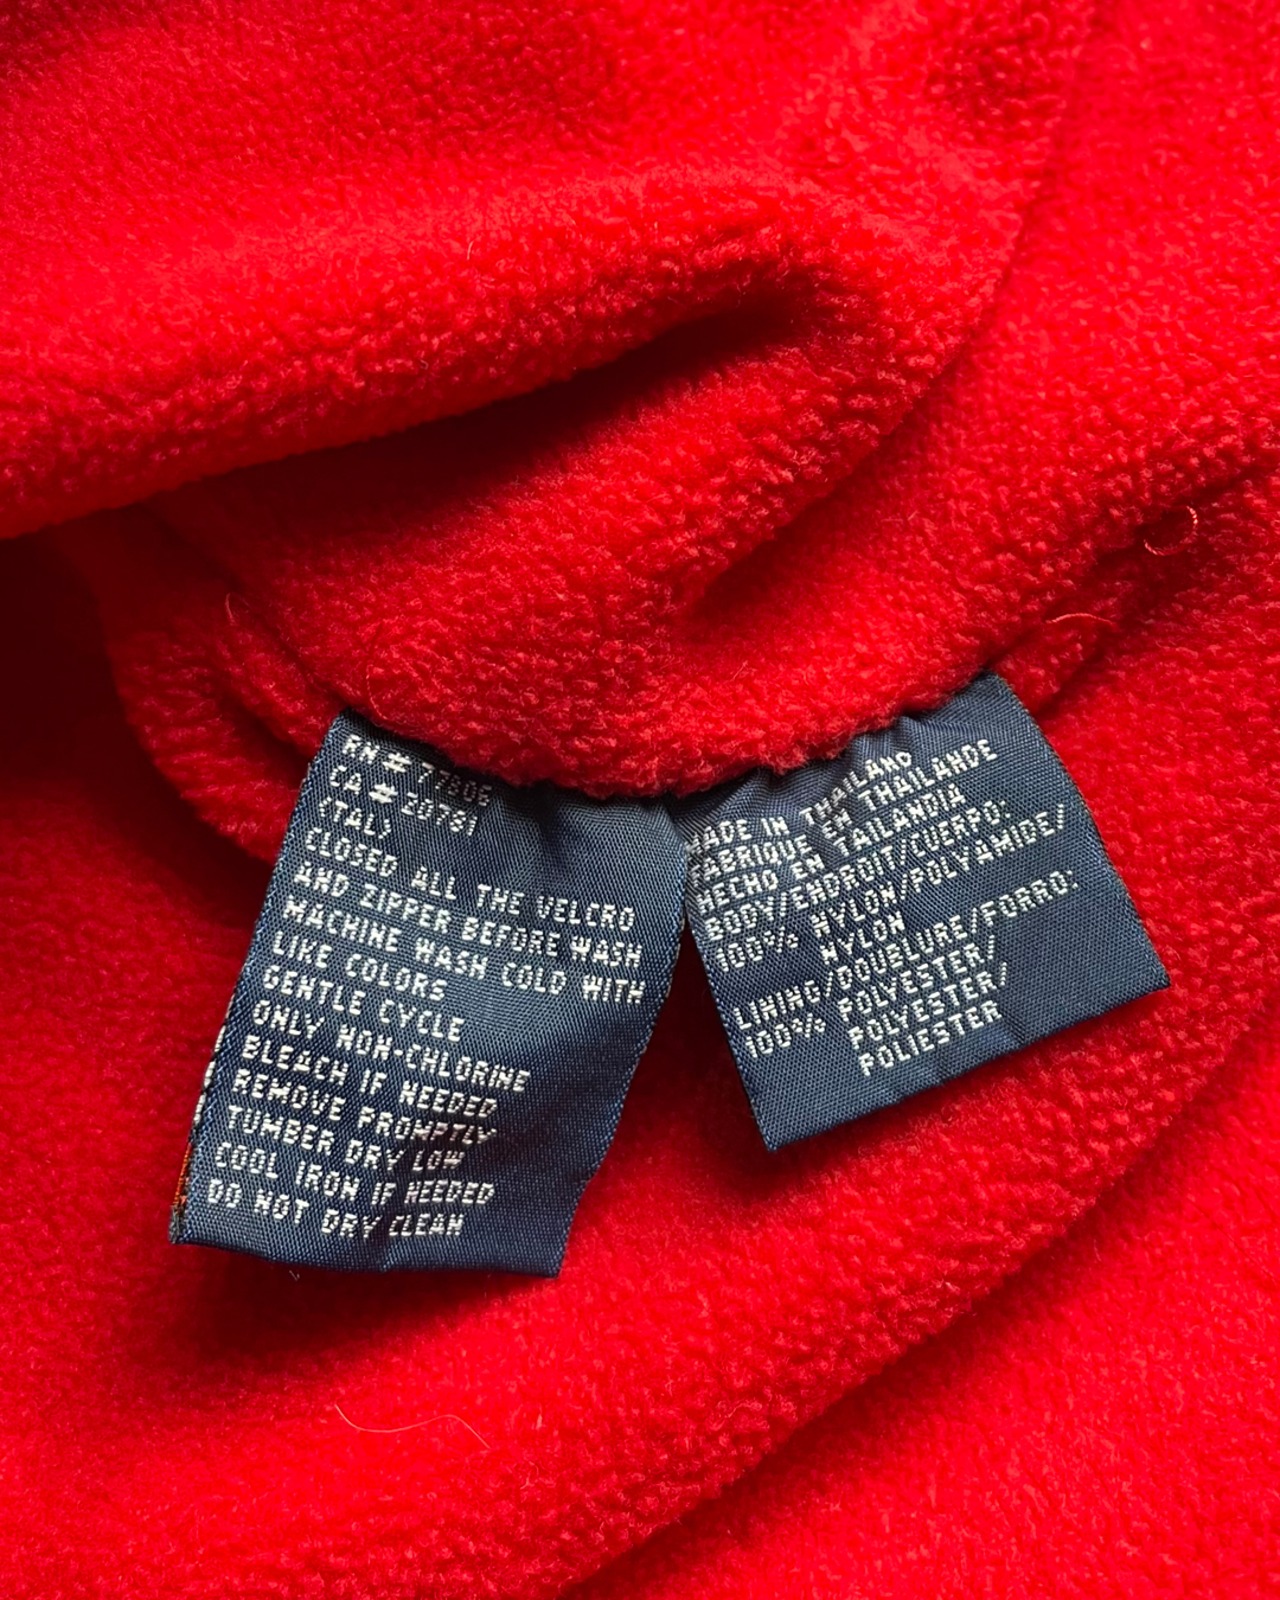 RN # 77806
CA # 20781
(TAL)
CLOSED ALL THE VELCRO
AND ZIPPER BEFORE WASH
MACHINE WASH COLD WITH
LIKE COLORS
GENTLE CYCLE
ONLY NON-CHLORINE
BLEACH IF NEEDED
REMOVE PROMPTLY
TUMBER DRY LOW
COOL IRON IF NEEDED
DO NOT DRY CLEAN
MADE IN THAILAND
FABRIQUE EN THAILANDE
HECHO EN TAILANDIA
BODY/ENDROIT/CUERPO:
100% NYLON/POLYAMIDE/
NYLON
LINING/DOUBLURE/FORRO:
100% POLYESTER/
POLYESTER/
POLIESTER